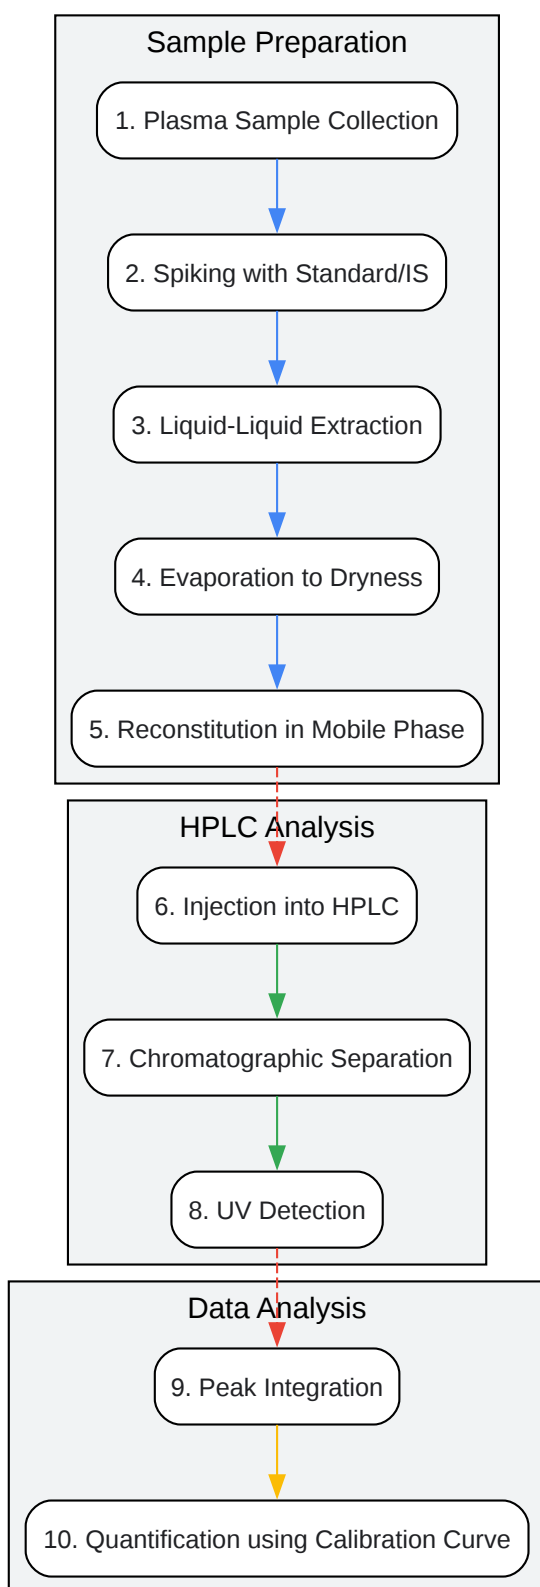 Sample Preparation
1. Plasma Sample Collection
2. Spiking with Standard/IS
3. Liquid-Liquid Extraction
4. Evaporation to Dryness
5. Reconstitution in Mobile Phase
HPLC Analysis
6. Injection into HPLC
7. Chromatographic Separation
8. UV Detection
Data Analysis
9. Peak Integration
10. Quantification using Calibration Curve